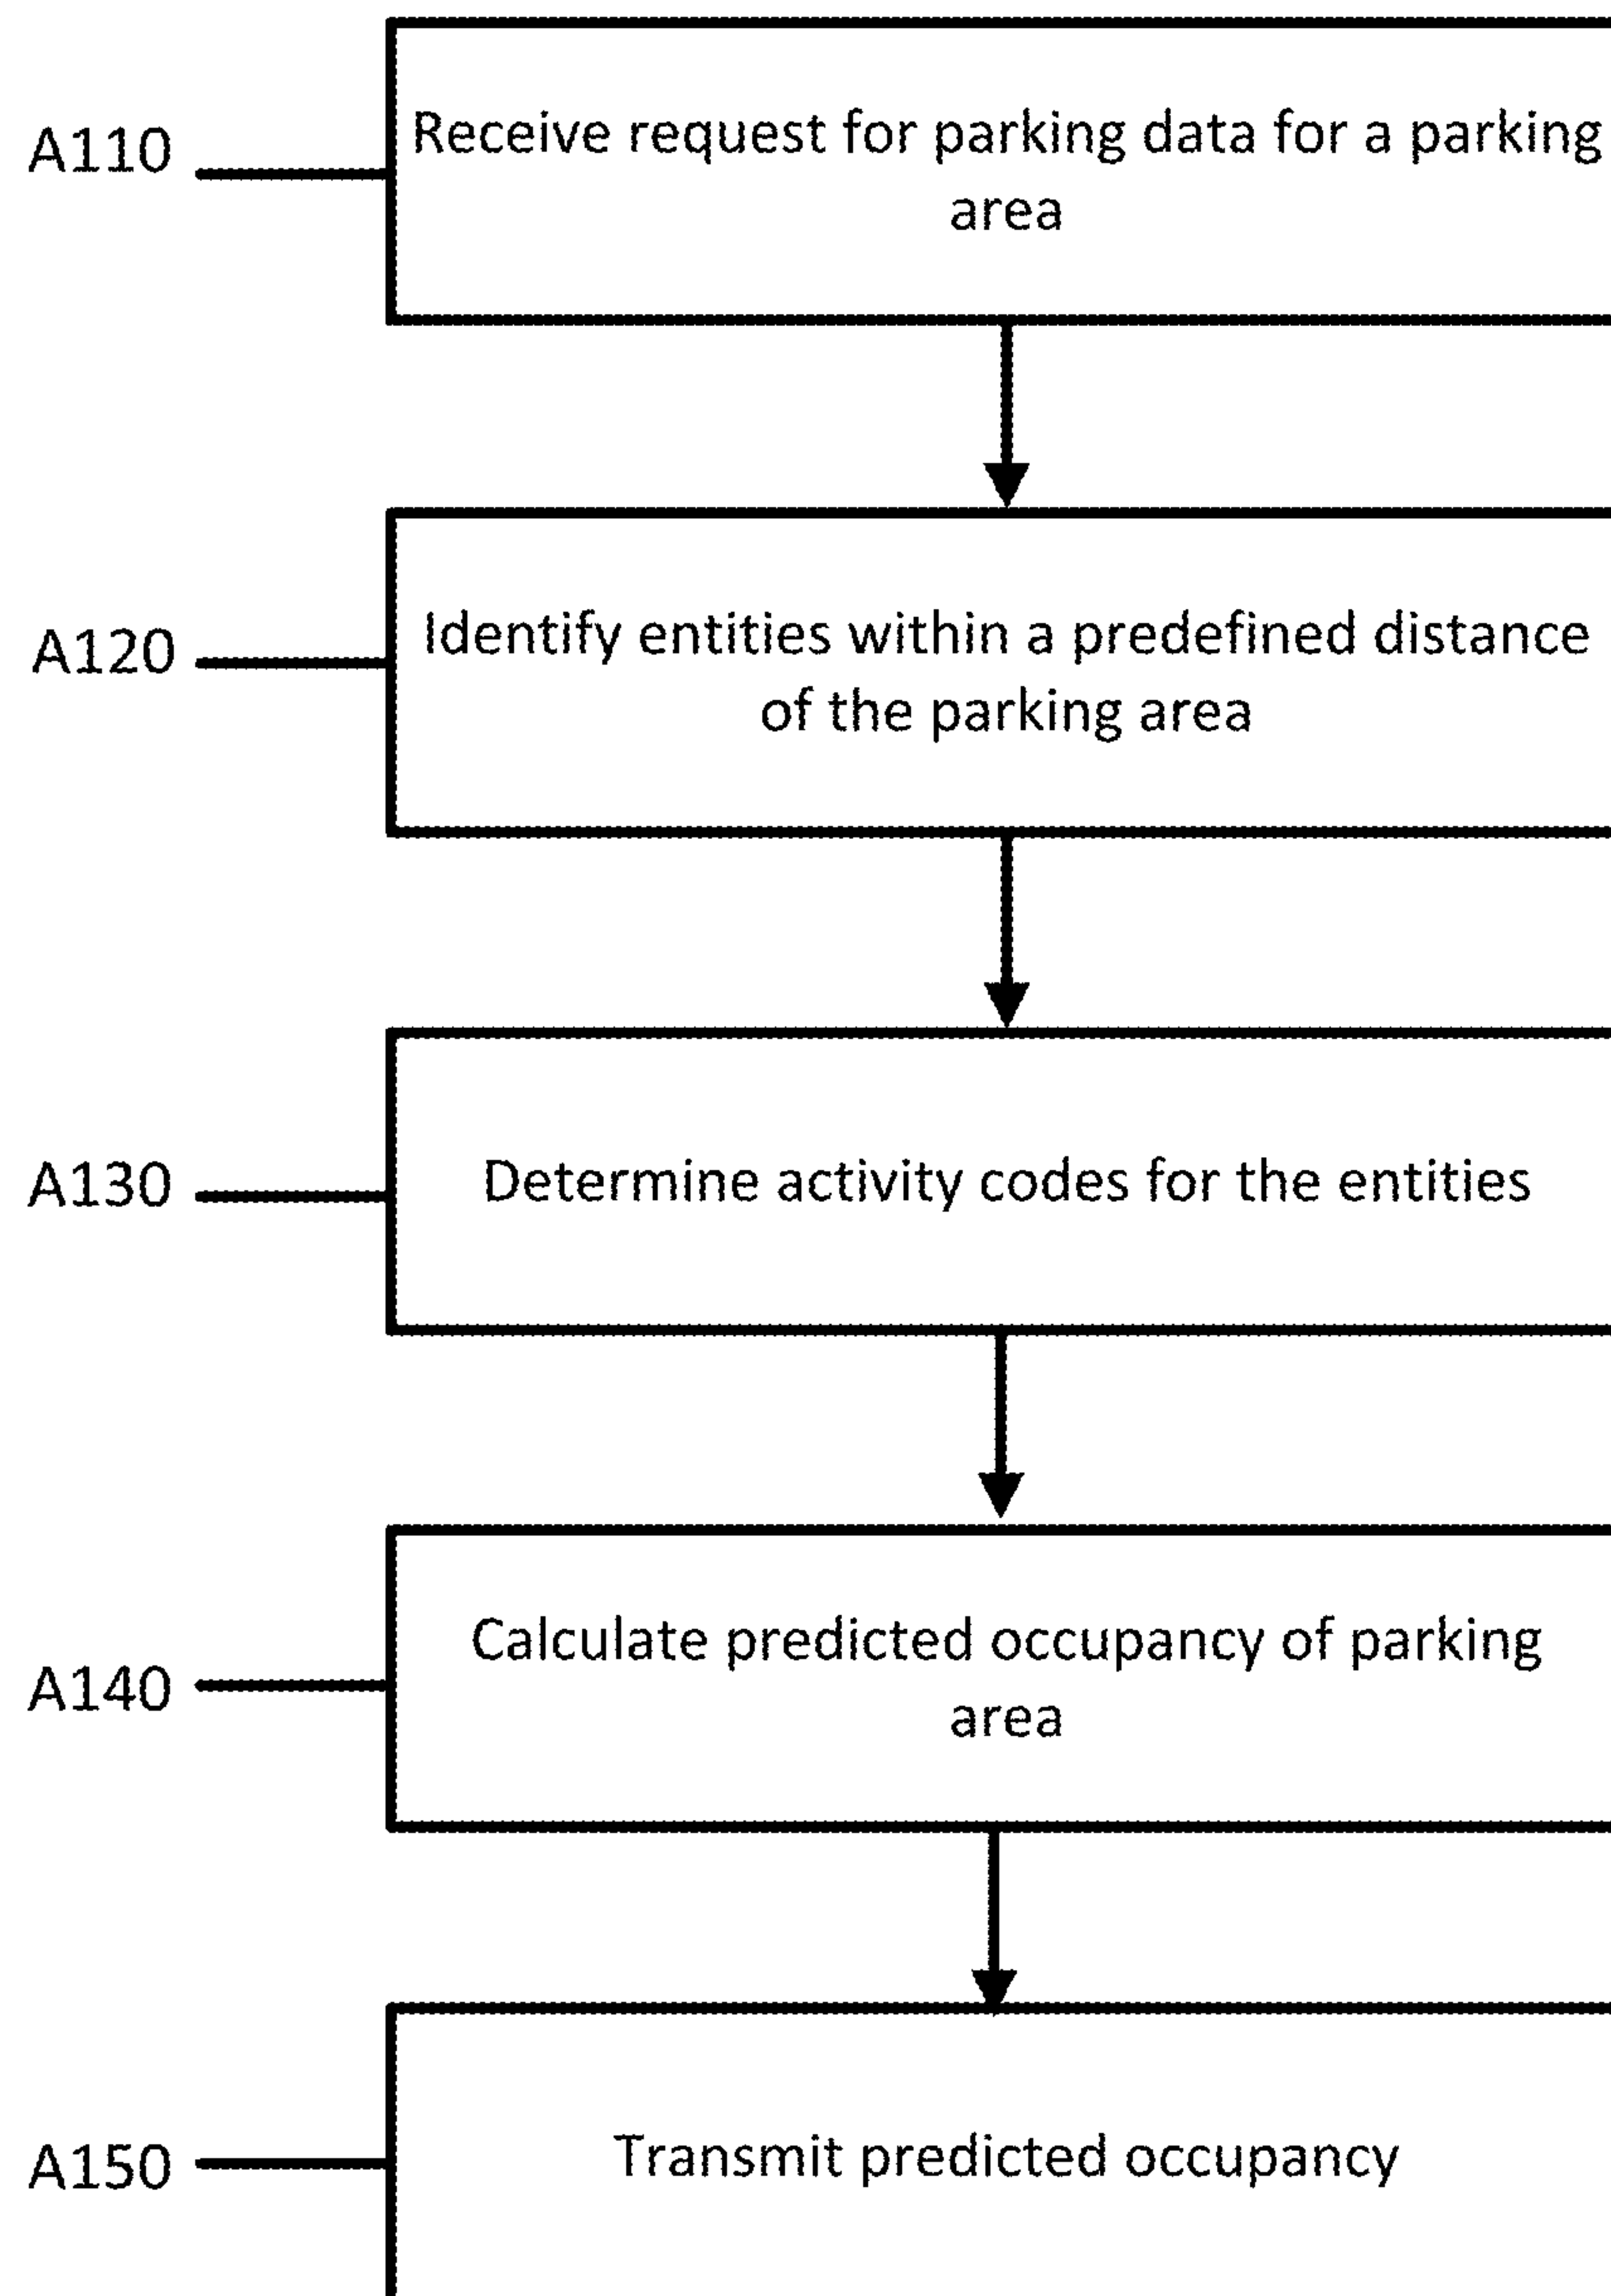 A110
Receive request for parking data for a parking
area
A120
Identify entities within a predefined distance
of the parking area
A130
Determine activity codes for the entities
A140
Calculate predicted occupancy of parking
area
A150
Transmit predicted occupancy